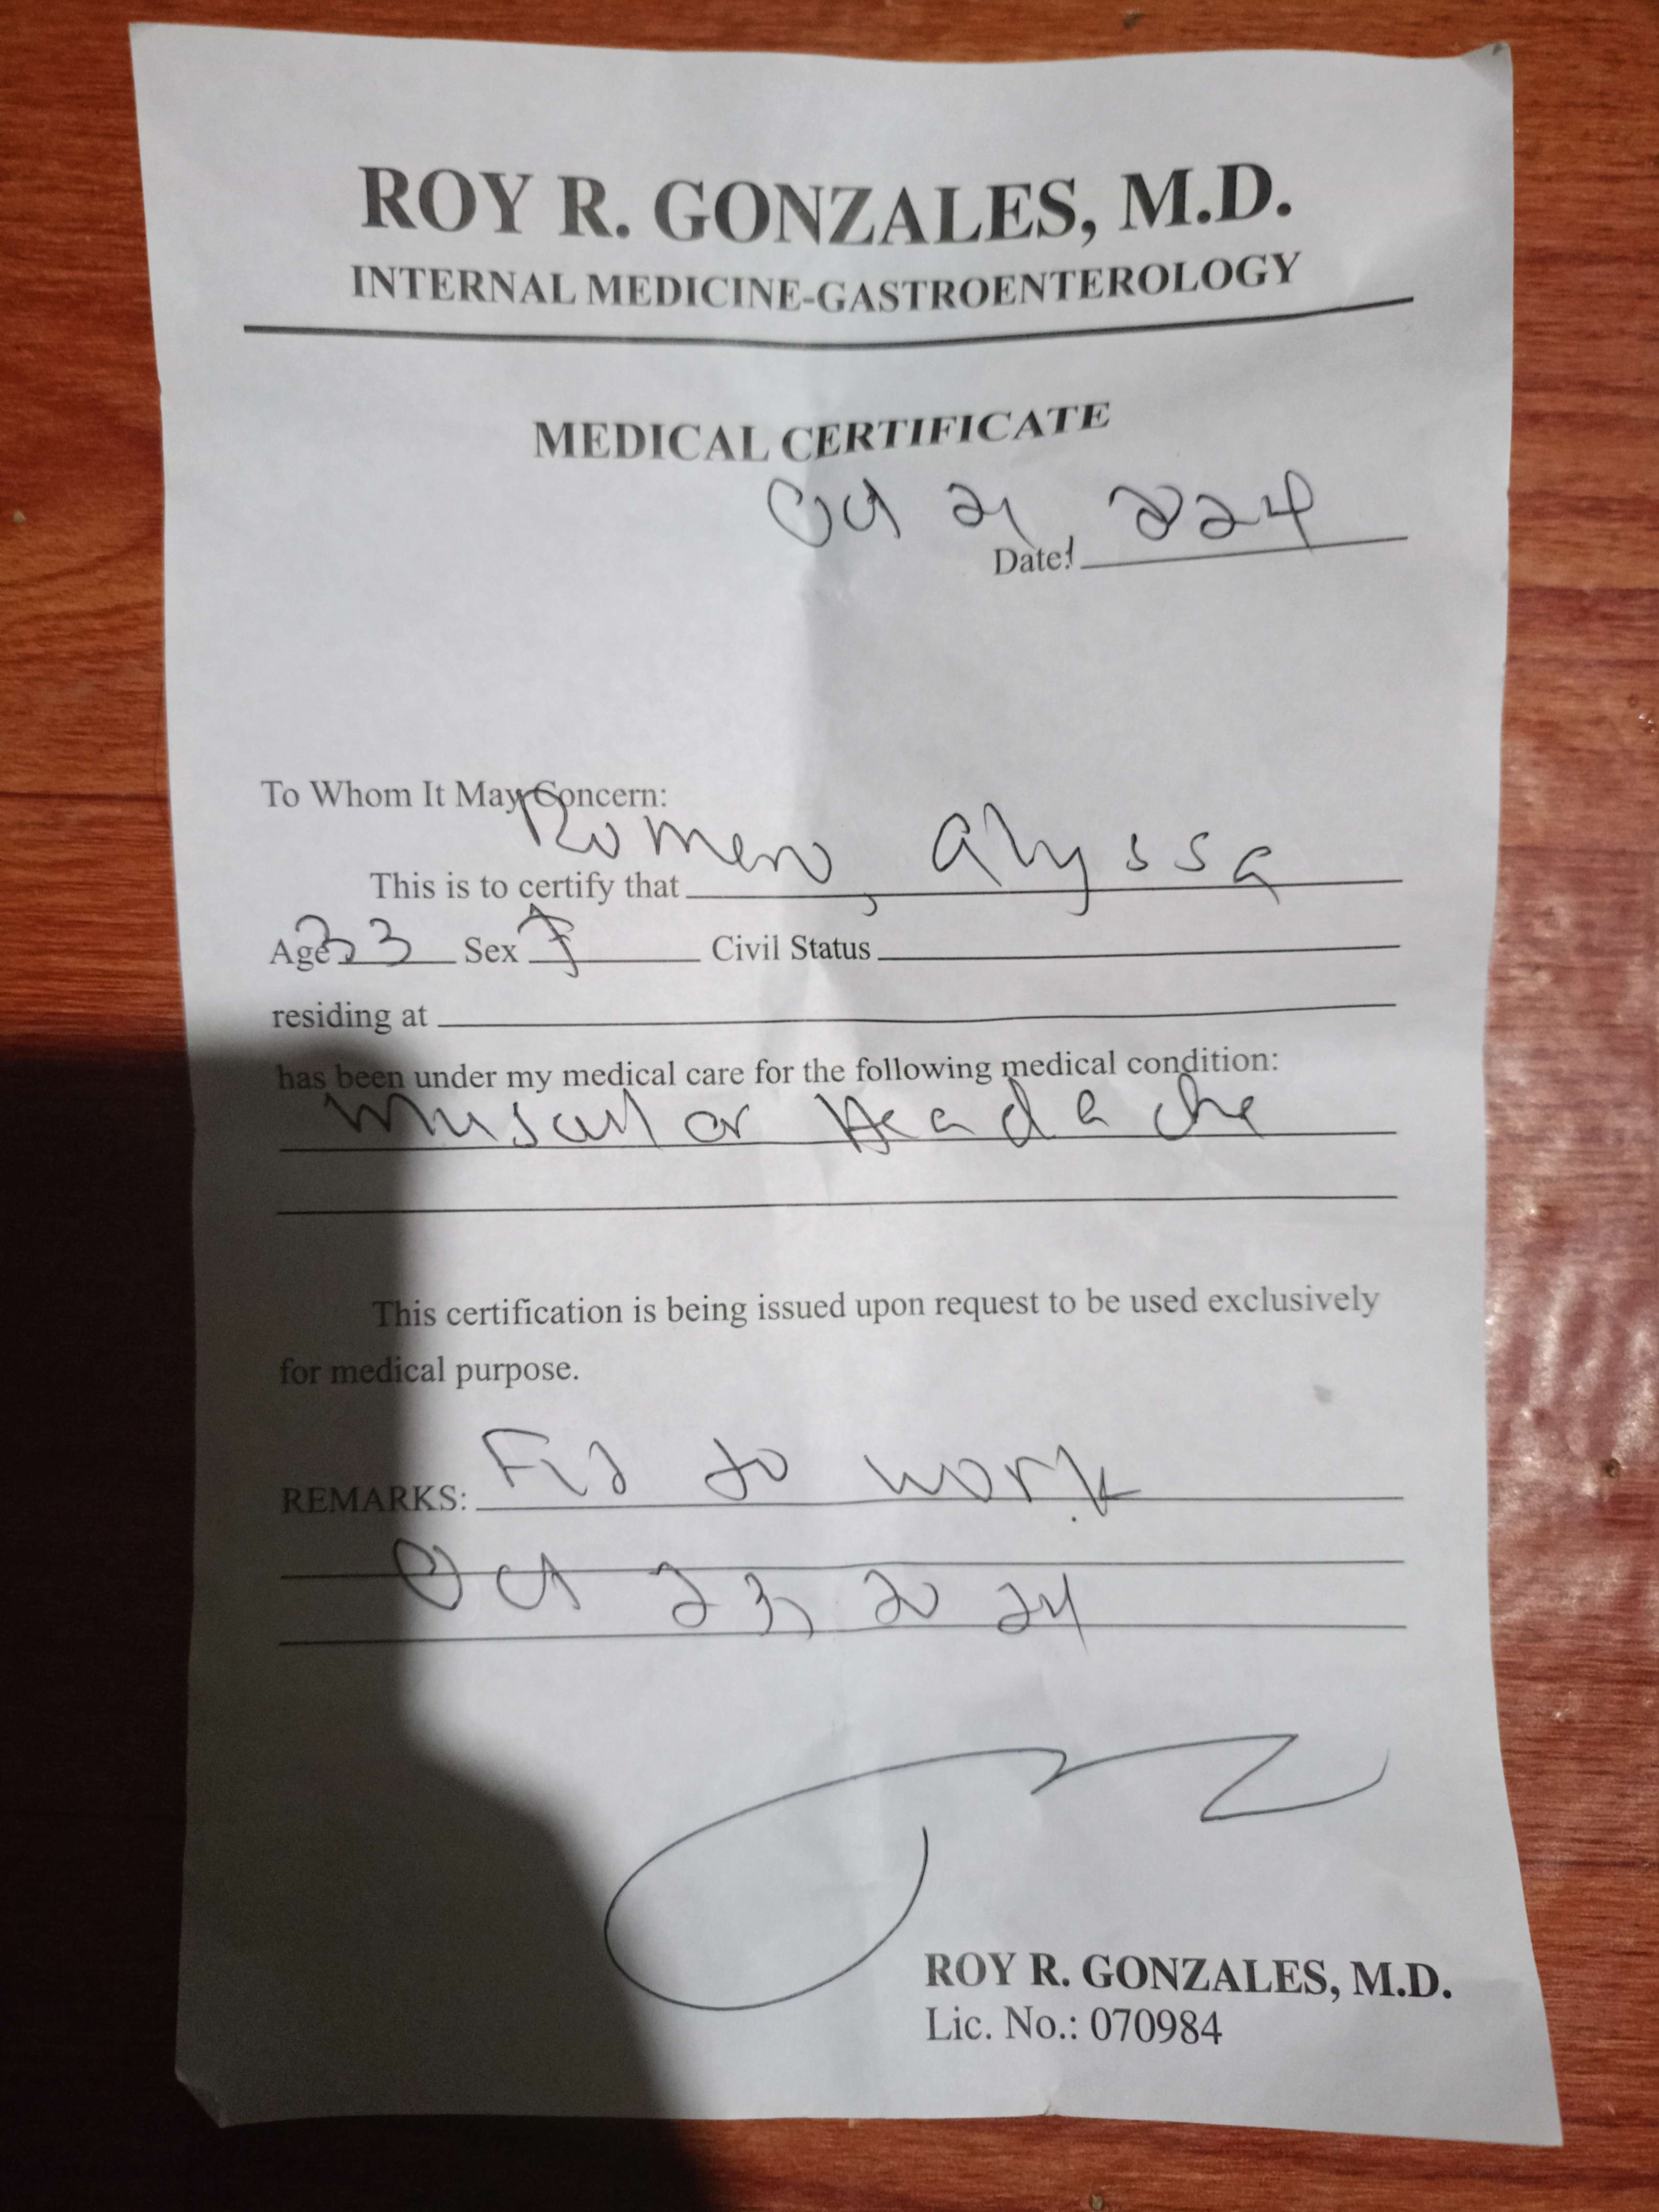 ROY R. GONZALES, M.D.
INTERNAL MEDICINE-GASTROENTEROLOGY
MEDICAL CERTIFICATE
Oct 21, 2024
Date:
To Whom It May Concern:
This is to certify that Romero, Alyssa
Age 33 Sex F Civil Status
residing at
has been under my medical care for the following medical condition:
Muscular Headache
This certification is being issued upon request to be used exclusively
for medical purpose.
REMARKS: Fit to work
Oct 23, 2024
ROY R. GONZALES, M.D.
Lic. No.: 070984